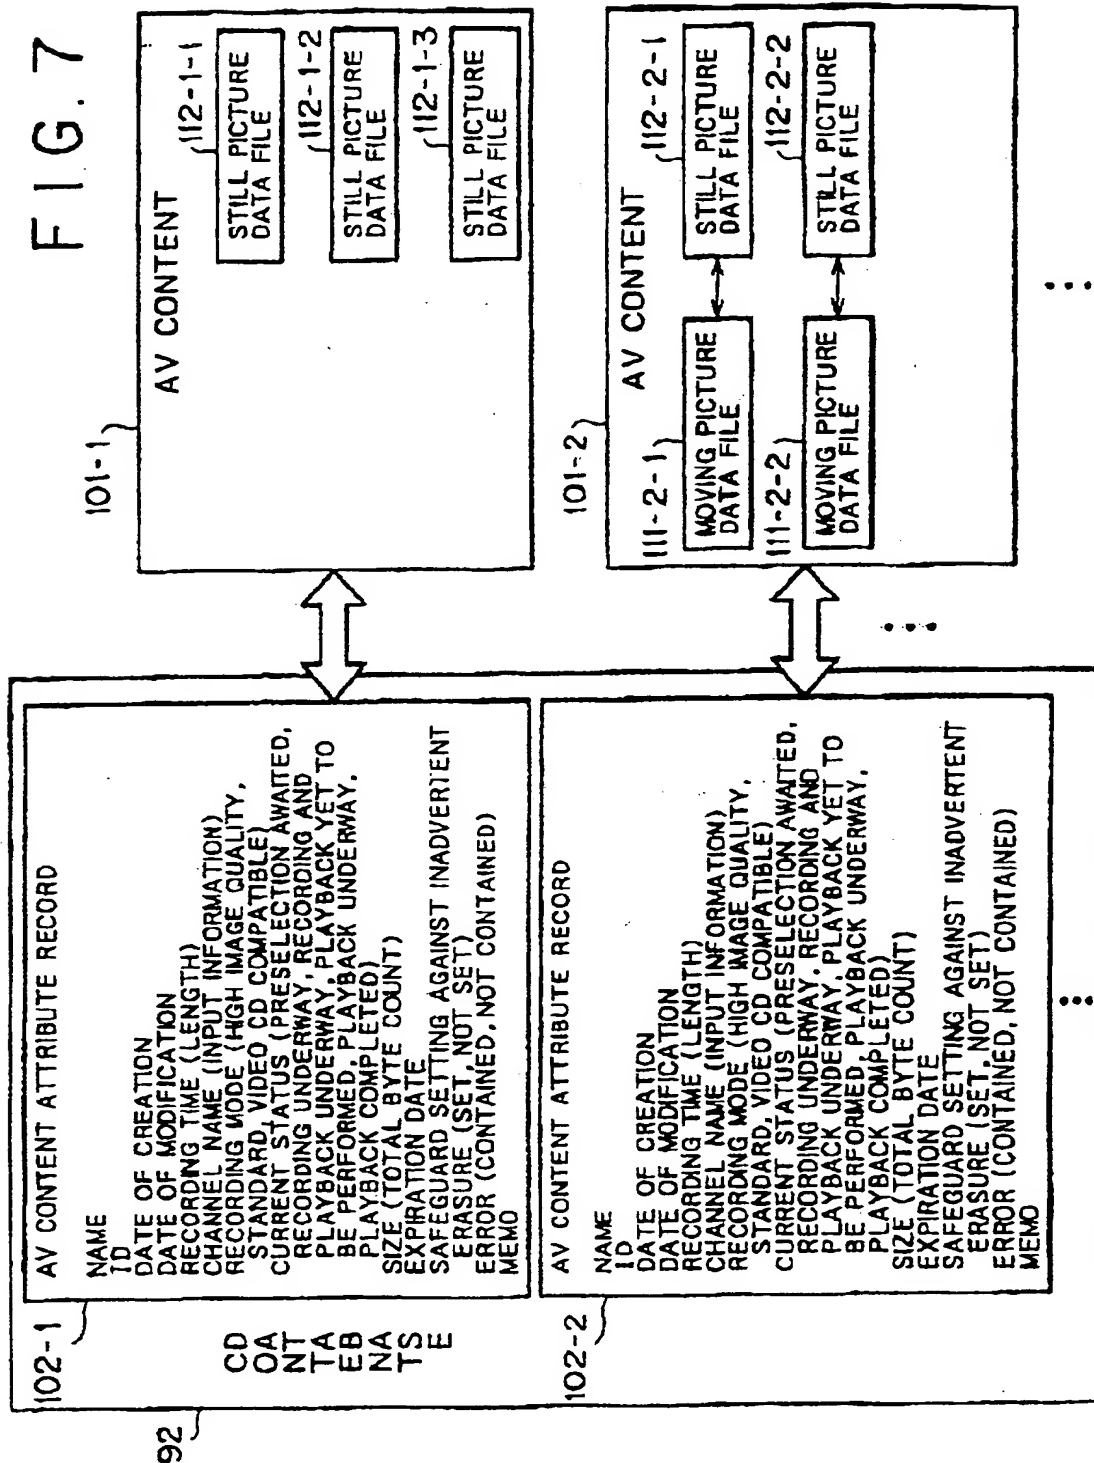 FIG. 7
92
CONTENT
DATABASE
102-1
AV CONTENT ATTRIBUTE RECORD
NAME
ID
DATE OF CREATION
DATE OF MODIFICATION
RECORDING TIME (LENGTH)
CHANNEL NAME (INPUT INFORMATION)
RECORDING MODE (HIGH IMAGE QUALITY,
STANDARD, VIDEO CD COMPATIBLE)
CURRENT STATUS (PRESELECTION AWAITED,
RECORDING UNDERWAY, RECORDING AND
PLAYBACK UNDERWAY, PLAYBACK YET TO
BE PERFORMED, PLAYBACK UNDERWAY,
PLAYBACK COMPLETED)
SIZE (TOTAL BYTE COUNT)
EXPIRATION DATE
SAFEGUARD SETTING AGAINST INADVERTENT
ERASURE (SET, NOT SET)
ERROR (CONTAINED, NOT CONTAINED)
MEMO
101-1
AV CONTENT
112-1-1
STILL PICTURE
DATA FILE
112-1-2
STILL PICTURE
DATA FILE
112-1-3
STILL PICTURE
DATA FILE
102-2
AV CONTENT ATTRIBUTE RECORD
NAME
ID
DATE OF CREATION
DATE OF MODIFICATION
RECORDING TIME (LENGTH)
CHANNEL NAME (INPUT INFORMATION)
RECORDING MODE (HIGH IMAGE QUALITY,
STANDARD, VIDEO CD COMPATIBLE)
CURRENT STATUS (PRESELECTION AWAITED,
RECORDING UNDERWAY, RECORDING AND
PLAYBACK UNDERWAY, PLAYBACK YET TO
BE PERFORMED, PLAYBACK UNDERWAY,
PLAYBACK COMPLETED)
SIZE (TOTAL BYTE COUNT)
EXPIRATION DATE
SAFEGUARD SETTING AGAINST INADVERTENT
ERASURE (SET, NOT SET)
ERROR (CONTAINED, NOT CONTAINED)
MEMO
101-2
AV CONTENT
111-2-1
MOVING PICTURE
DATA FILE
112-2-1
STILL PICTURE
DATA FILE
111-2-2
MOVING PICTURE
DATA FILE
112-2-2
STILL PICTURE
DATA FILE